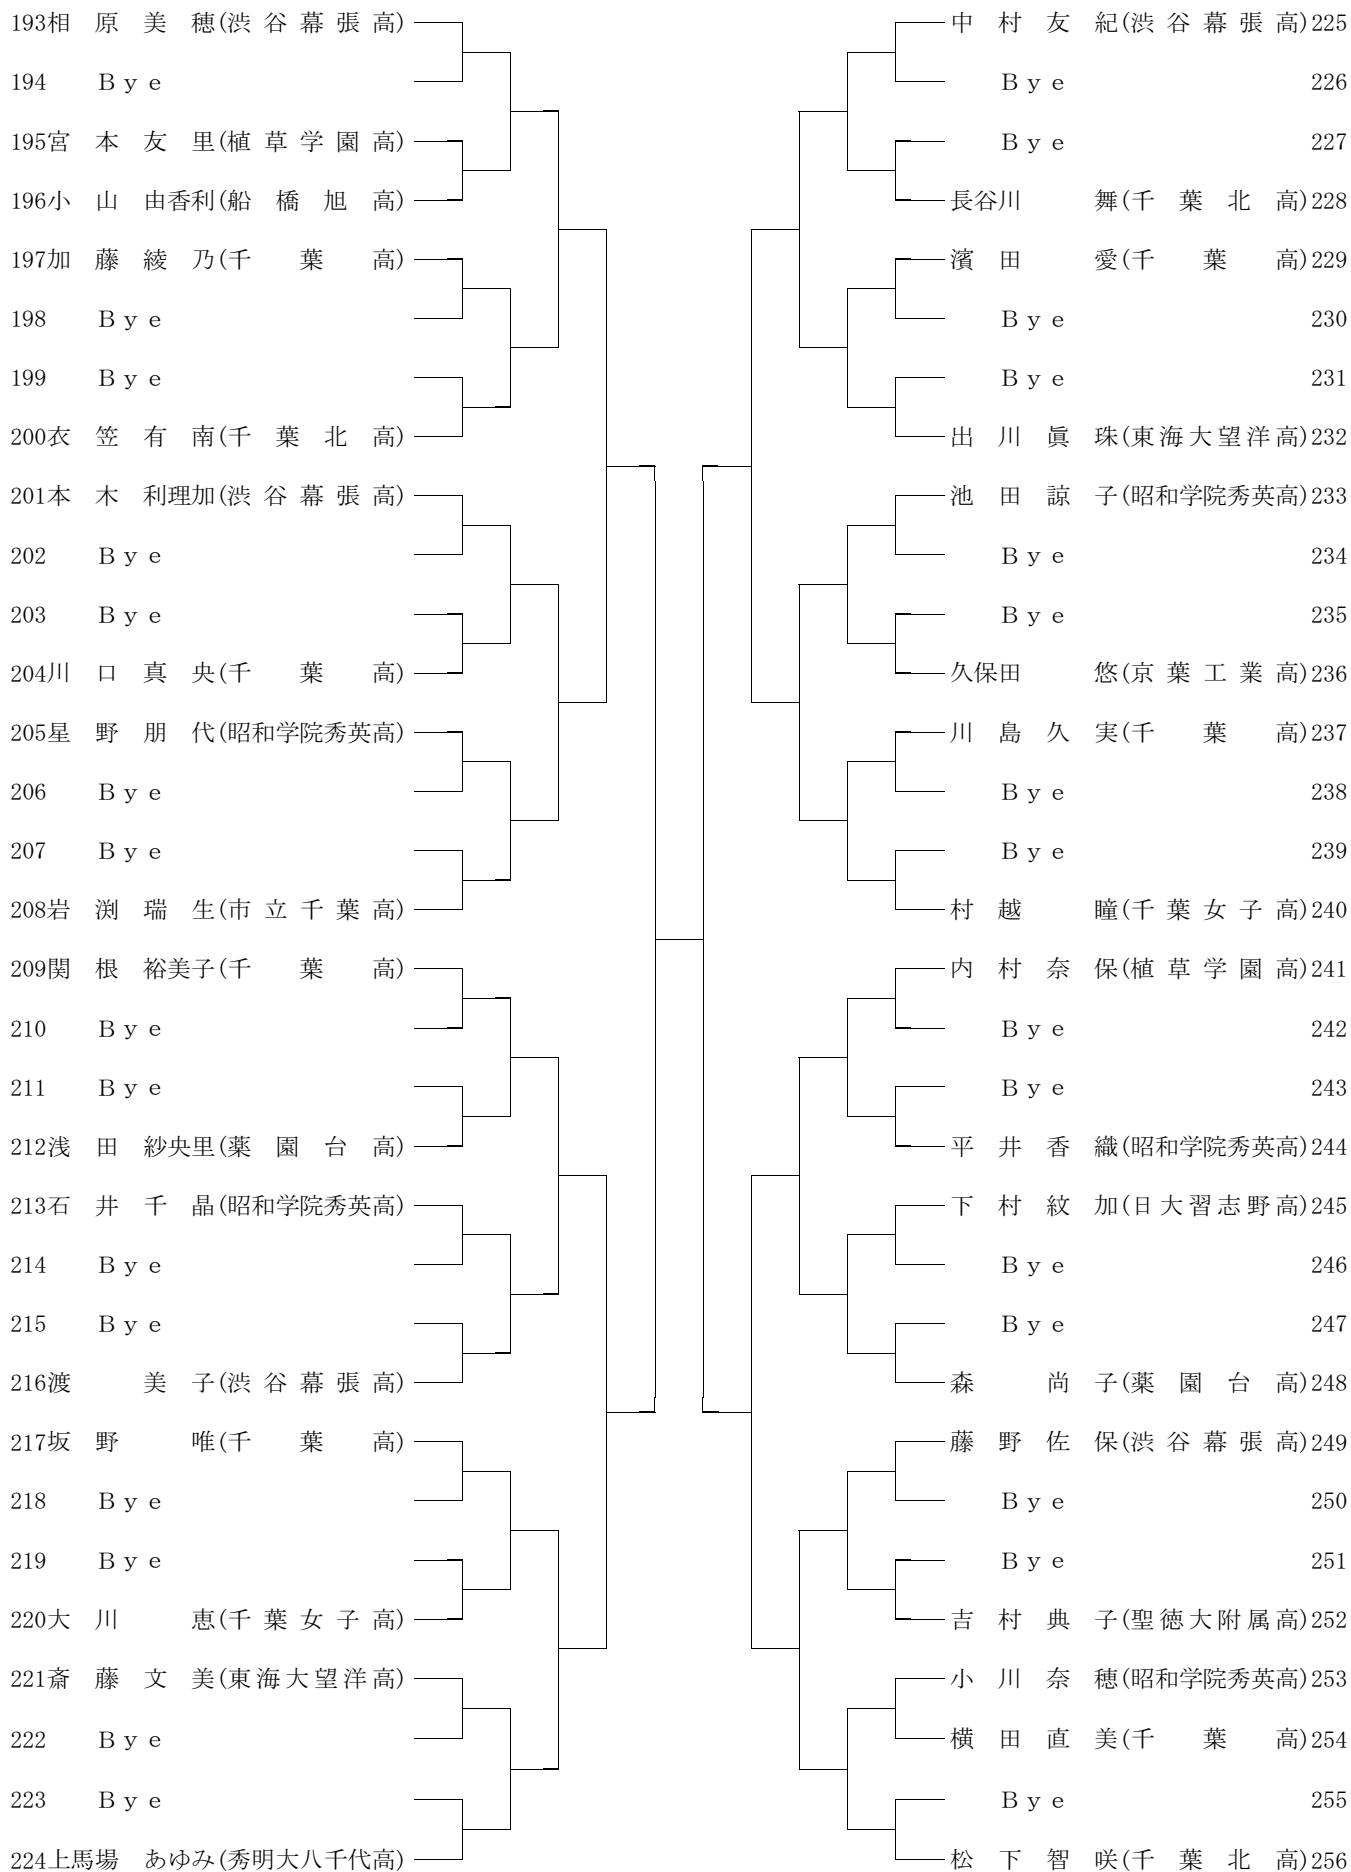 193相　原　美　穂(渋谷幕張高)
194　Ｂｙｅ
195宮　本　友　里(植草学園高)
196小　山　由香利(船橋旭高)
197加　藤　綾　乃(千葉高)
198　Ｂｙｅ
199　Ｂｙｅ
200衣　笠　有　南(千葉北高)
201本　木　利理加(渋谷幕張高)
202　Ｂｙｅ
203　Ｂｙｅ
204川　口　真　央(千葉高)
205星　野　朋　代(昭和学院秀英高)
206　Ｂｙｅ
207　Ｂｙｅ
208岩　渕　瑞　生(市立千葉高)
209関　根　裕美子(千葉高)
210　Ｂｙｅ
211　Ｂｙｅ
212浅　田　紗央里(薬園台高)
213石　井　千　晶(昭和学院秀英高)
214　Ｂｙｅ
215　Ｂｙｅ
216渡　美　子(渋谷幕張高)
217坂　野　唯(千葉高)
218　Ｂｙｅ
219　Ｂｙｅ
220大　川　恵(千葉女子高)
221斎　藤　文　美(東海大望洋高)
222　Ｂｙｅ
223　Ｂｙｅ
224上馬場　あゆみ(秀明大八千代高)
中　村　友　紀(渋谷幕張高)225
Ｂｙｅ　226
Ｂｙｅ　227
長谷川　舞(千葉北高)228
濱　田　愛(千葉高)229
Ｂｙｅ　230
Ｂｙｅ　231
出　川　眞　珠(東海大望洋高)232
池　田　諒　子(昭和学院秀英高)233
Ｂｙｅ　234
Ｂｙｅ　235
久保田　悠(京葉工業高)236
川　島　久　実(千葉高)237
Ｂｙｅ　238
Ｂｙｅ　239
村　越　瞳(千葉女子高)240
内　村　奈　保(植草学園高)241
Ｂｙｅ　242
Ｂｙｅ　243
平　井　香　織(昭和学院秀英高)244
下　村　紋　加(日大習志野高)245
Ｂｙｅ　246
Ｂｙｅ　247
森　尚　子(薬園台高)248
藤　野　佐　保(渋谷幕張高)249
Ｂｙｅ　250
Ｂｙｅ　251
吉　村　典　子(聖徳大附属高)252
小　川　奈　穂(昭和学院秀英高)253
横　田　直　美(千葉高)254
Ｂｙｅ　255
松　下　智　咲(千葉北高)256